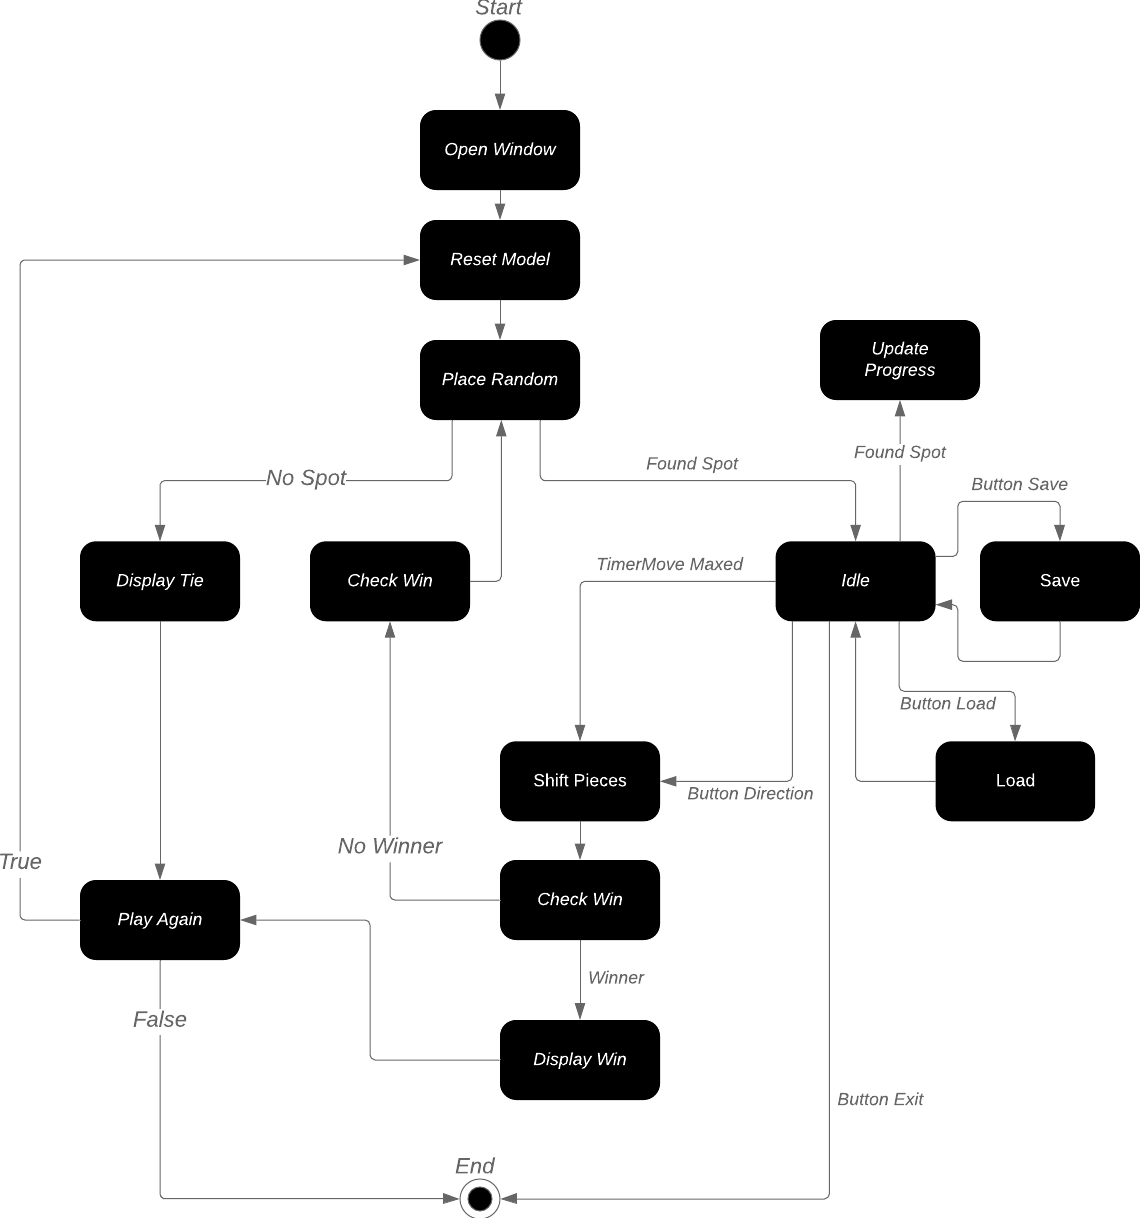 Start
Open Window
Reset Model
Place Random
Update
Progress
Found Spot
Found Spot
No Spot
Button Save
Display Tie
Check Win
TimerMove Maxed
Idle
Save
Button Load
Shift Pieces
Button Direction
Load
No Winner
True
Check Win
Play Again
Winner
False
Display Win
Button Exit
End